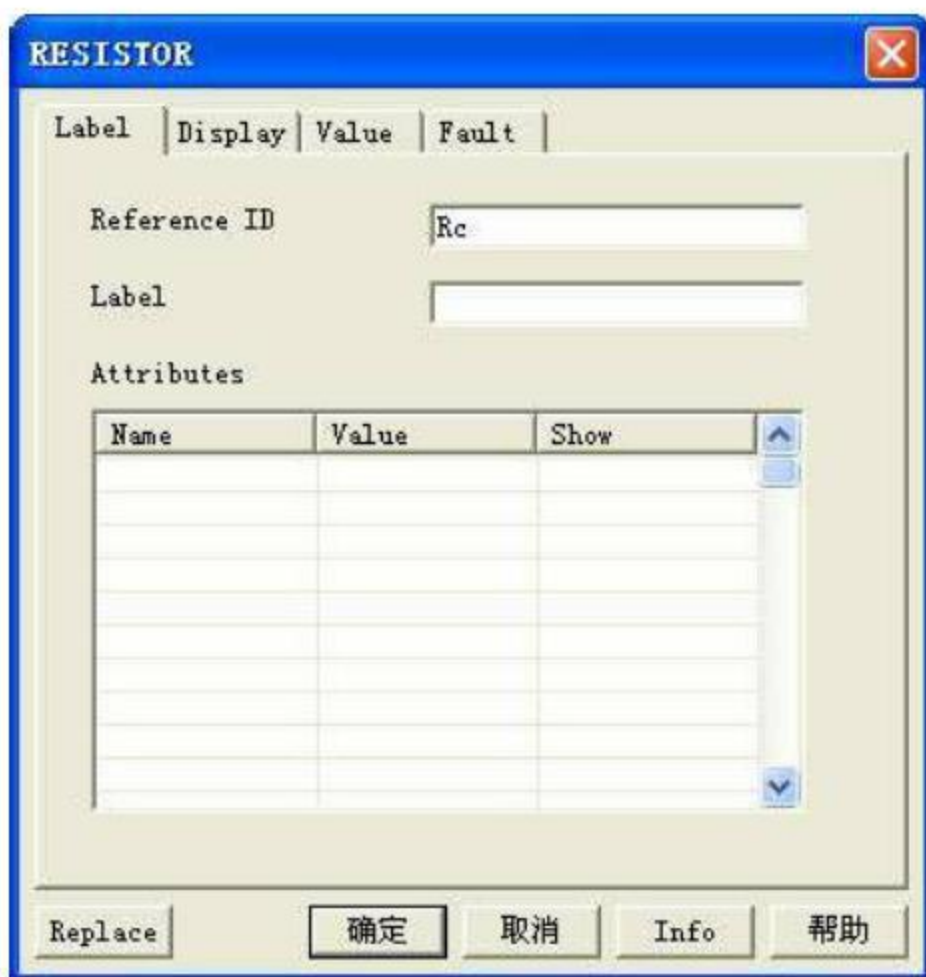 RESISTOR
Label Display Value Fault
Reference ID Rc
Label
Attributes
Name Value Show
Replace 确定 取消 Info 帮助